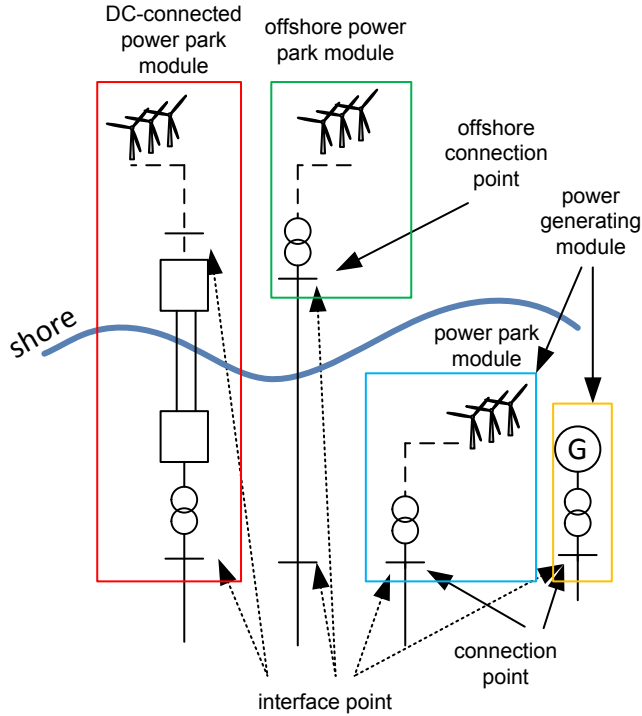 DC-connected
power park
module
offshore power
park module
offshore
connection
point
power
generating
module
shore
power park
module
G
connection
point
interface point